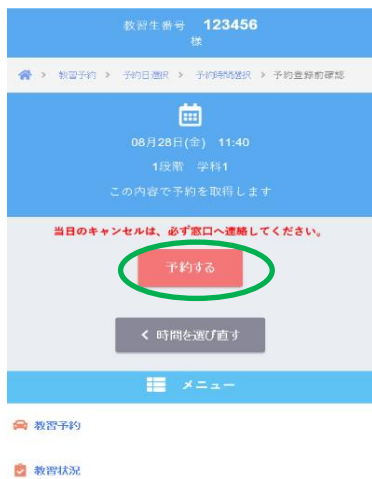 教習生番号 123456
様
> 教習予約 > 予約日選択 > 予約時間選択 > 予約登録前確認
08月28日(金) 11:40
1段階 学科1
この内容で予約を取得します
当日のキャンセルは、必ず窓口へ連絡してください。
予約する
< 時間を選び直す
メニュー
教習予約
教習状況